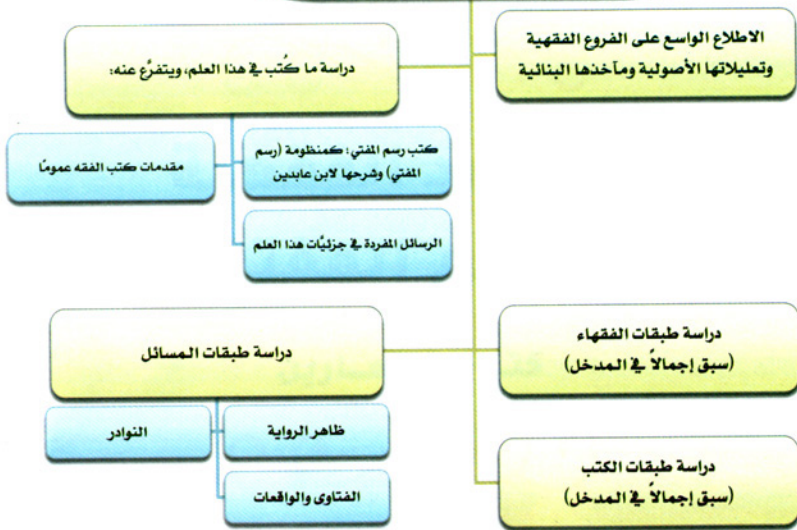 الاطلاع الواسع على الفروع الفقهية
وتعليلاتها الأصولية ومآخذها البنائية
دراسة ما كُتب في هذا العلم، ويتفرَّع عنه:
كتب رسم المفتي؛ كمنظومة (رسم
المفتي) وشرحها لابن عابدين
مقدمات كتب الفقه عمومًا
الرسائل المفردة في جزئيَّات هذا العلم
دراسة طبقات الفقهاء
(سبق إجمالاً في المدخل)
دراسة طبقات المسائل
ظاهر الرواية
النوادر
الفتاوى والواقعات
دراسة طبقات الكتب
(سبق إجمالاً في المدخل)